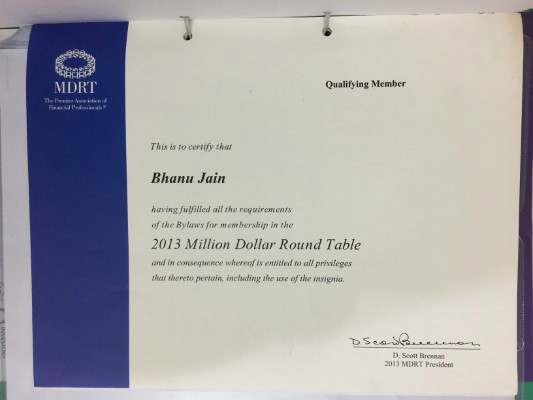 MDRT
The Premier Association of
Financial Professionals®
Qualifying Member
This is to certify that
Bhanu Jain
having fulfilled all the requirements
of the Bylaws for membership in the
2013 Million Dollar Round Table
and in consequence whereof is entitled to all privileges
that thereto pertain, including the use of the insignia.
D. Scott Brennan
D. Scott Brennan
2013 MDRT President